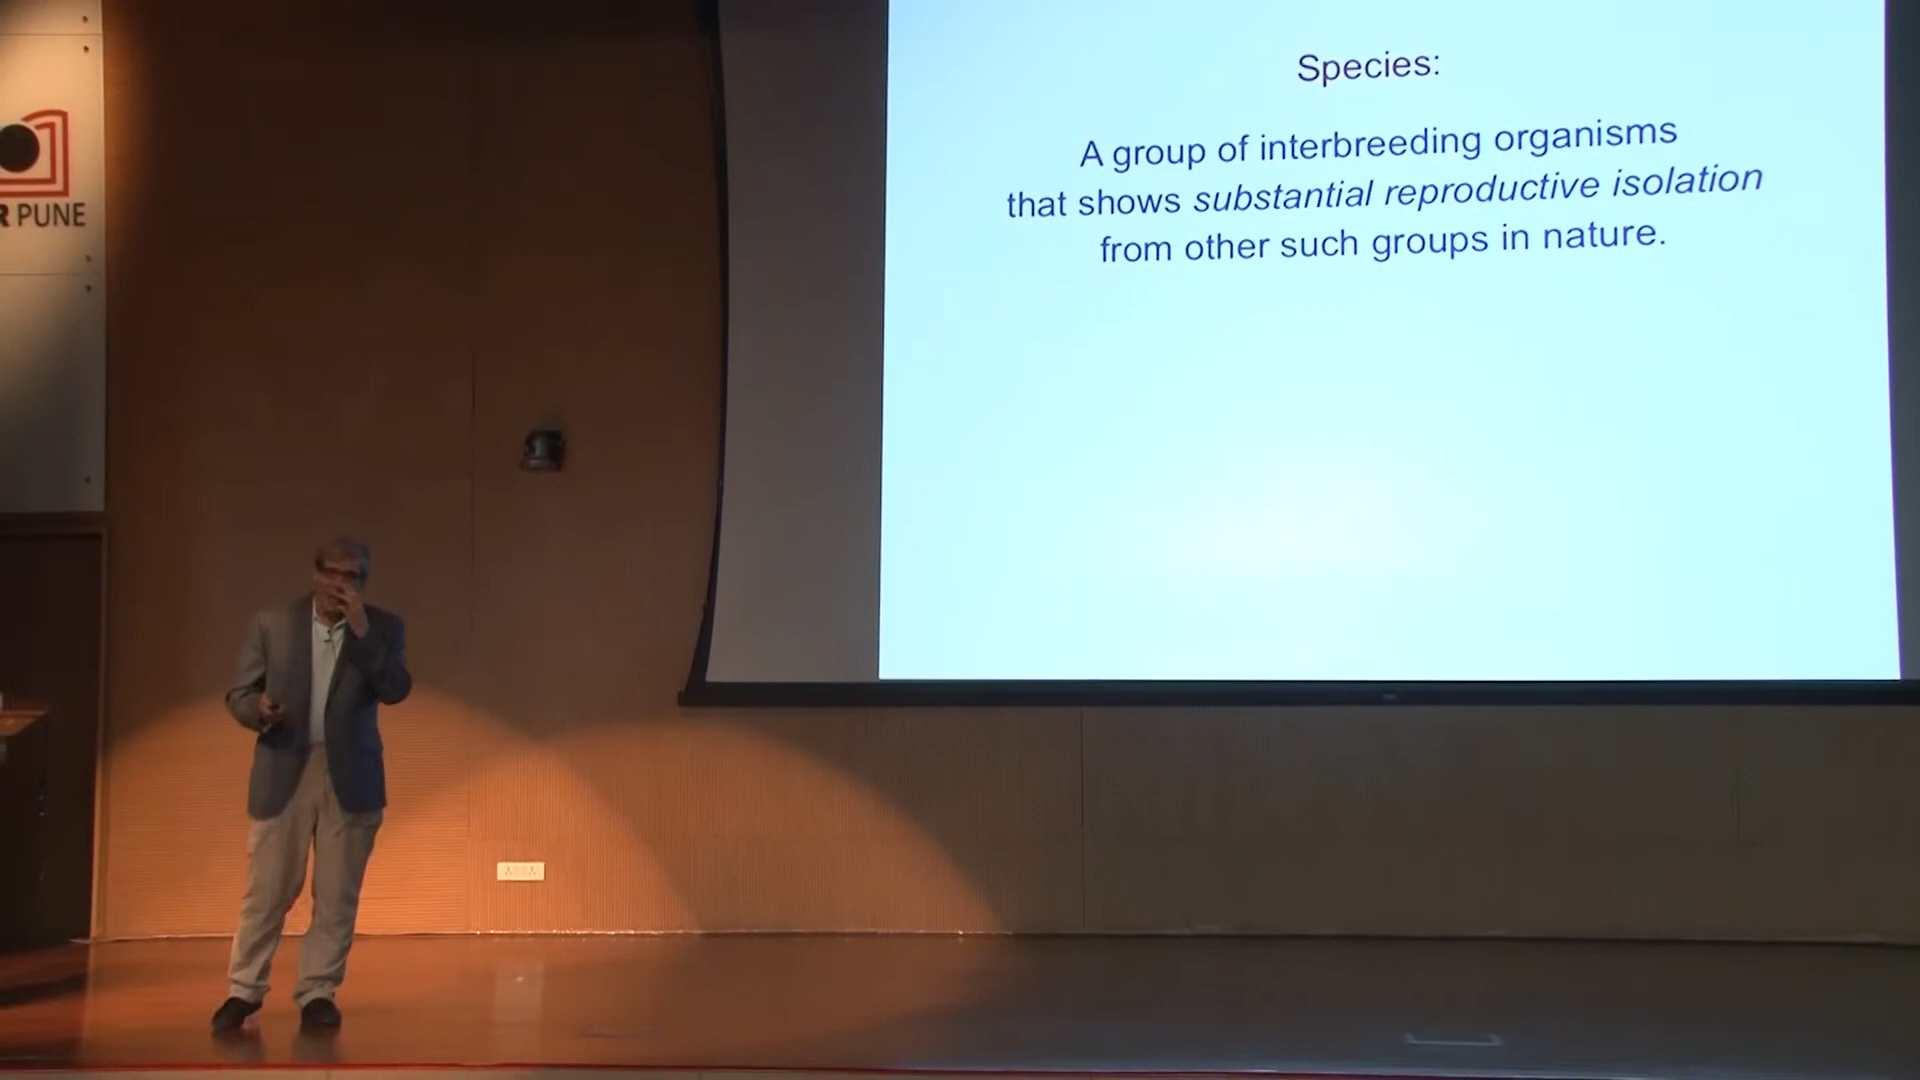 Species:
A group of interbreeding organisms
that shows substantial reproductive isolation
from other such groups in nature.
R PUNE